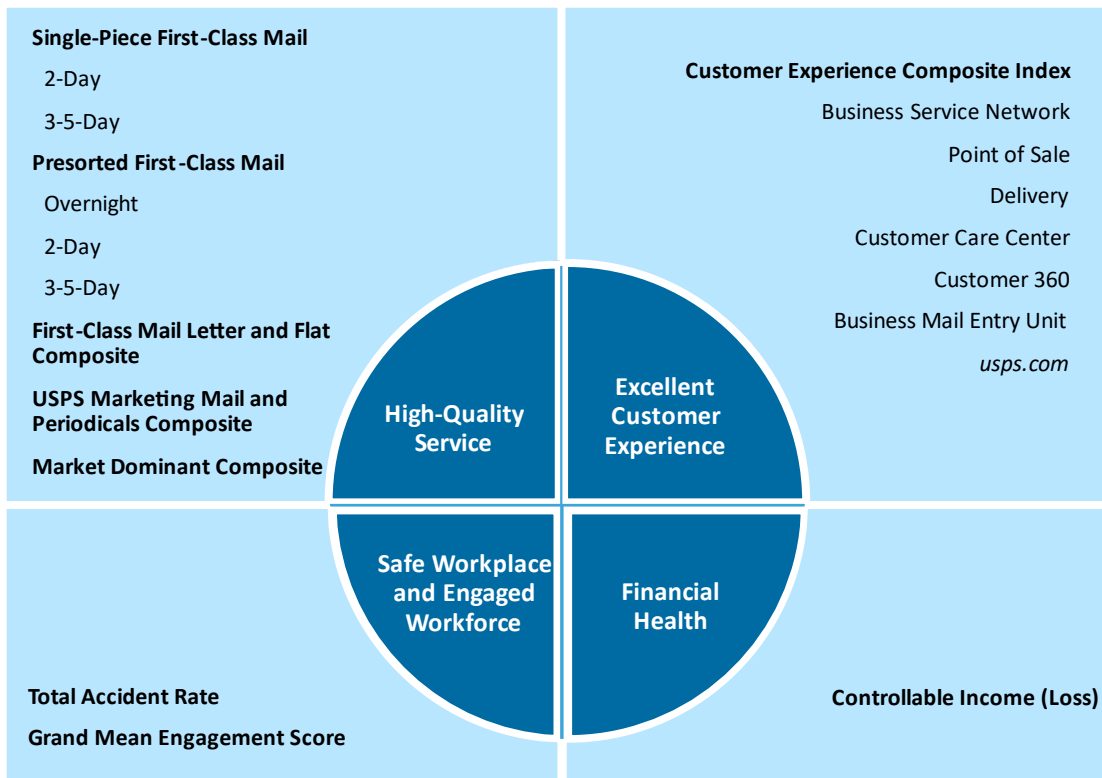 Single-Piece First-Class Mail
2-Day
3-5-Day
Presorted First-Class Mail
Overnight
2-Day
3-5-Day
First-Class Mail Letter and Flat
Composite
USPS Marketing Mail and
Periodicals Composite
Market Dominant Composite
Customer Experience Composite Index
Business Service Network
Point of Sale
Delivery
Customer Care Center
Customer 360
Business Mail Entry Unit
usps.com
High-Quality
Service
Excellent
Customer
Experience
Safe Workplace
and Engaged
Workforce
Financial
Health
Total Accident Rate
Grand Mean Engagement Score
Controllable Income (Loss)